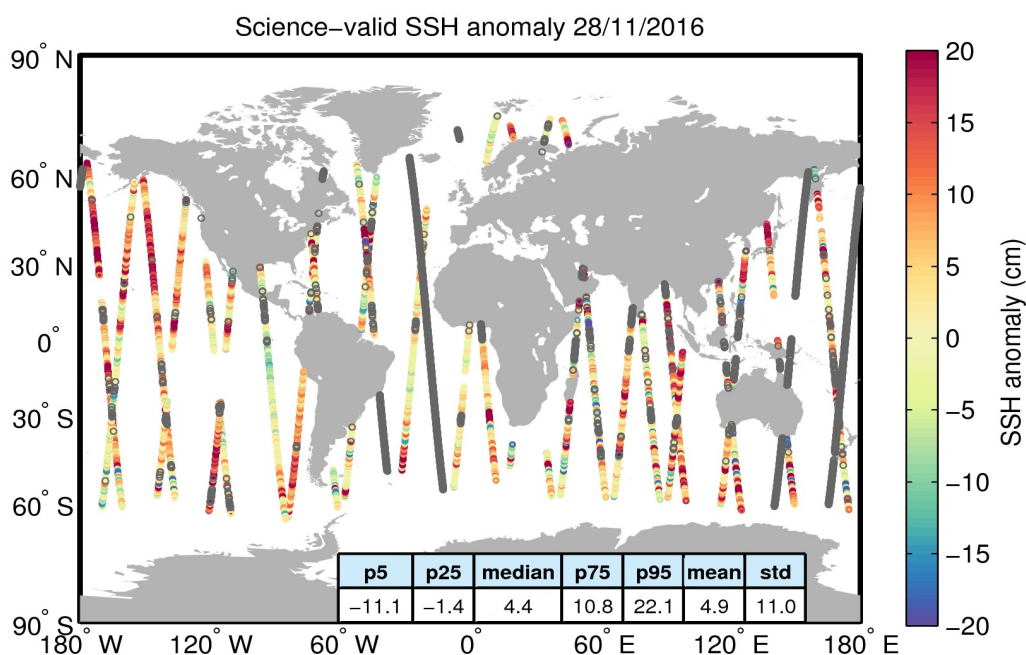 Science−valid SSH anomaly 28/11/2016
90° N
60° N
30° N
0°
30° S
60° S
90° S
180° W
120° W
60° W
0°
60° E
120° E
180° E
p5 p25 median p75 p95 mean std
−11.1 −1.4 4.4 10.8 22.1 4.9 11.0
20
15
10
5
0
−5
−10
−15
−20
SSH anomaly (cm)